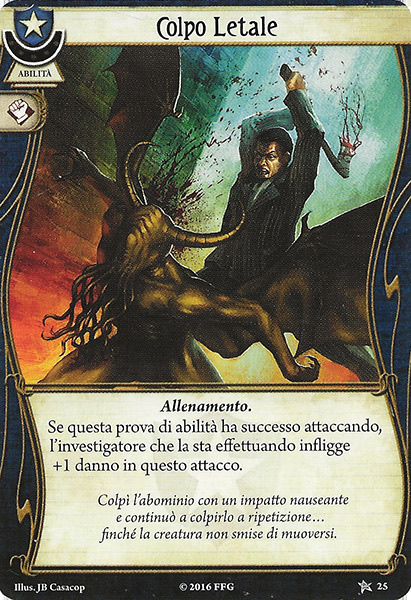 Colpo Letale
ABILITÀ
Allenamento.
Se questa prova di abilità ha successo attaccando,
l'investigatore che la sta effettuando infligge
+1 danno in questo attacco.
Colpì l'abominio con un impatto nauseante
e continuò a colpirlo a ripetizione…
finché la creatura non smise di muoversi.
Illus. JB Casacop
© 2016 FFG
25